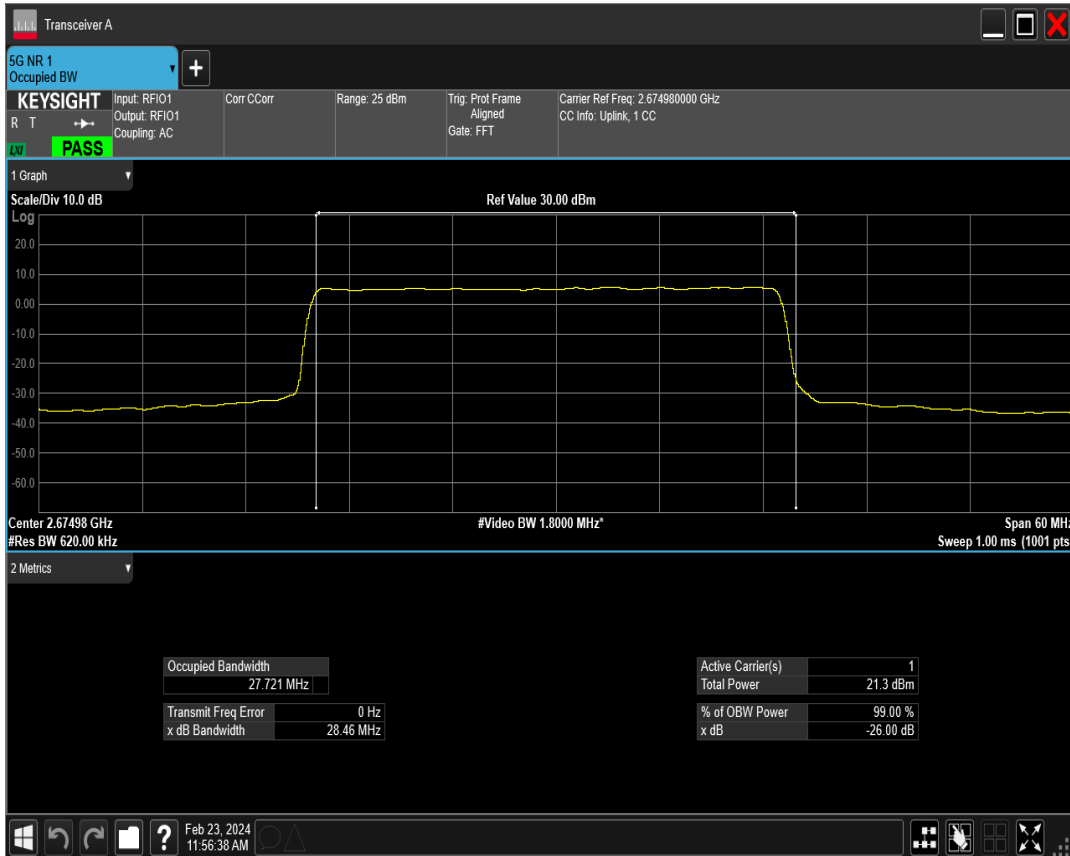 Transceiver A
5G NR 1
Occupied BW
KEYSIGHT
R T
LXI
PASS
Input: RFIO1
Output: RFIO1
Coupling: AC
Corr CCorr
Range: 25 dBm
Trig: Prot Frame
Aligned
Gate: FFT
Carrier Ref Freq: 2.674980000 GHz
CC Info: Uplink, 1 CC
1 Graph
Scale/Div 10.0 dB
Ref Value 30.00 dBm
Log
20.0
10.0
0.00
-10.0
-20.0
-30.0
-40.0
-50.0
-60.0
Center 2.67498 GHz
#Video BW 1.8000 MHz*
Span 60 MHz
#Res BW 620.00 kHz
Sweep 1.00 ms (1001 pts
2 Metrics
Occupied Bandwidth
27.721 MHz
Transmit Freq Error 0 Hz
x dB Bandwidth 28.46 MHz
Active Carrier(s) 1
Total Power 21.3 dBm
% of OBW Power 99.00 %
x dB -26.00 dB
?
Feb 23, 2024
11:56:38 AM